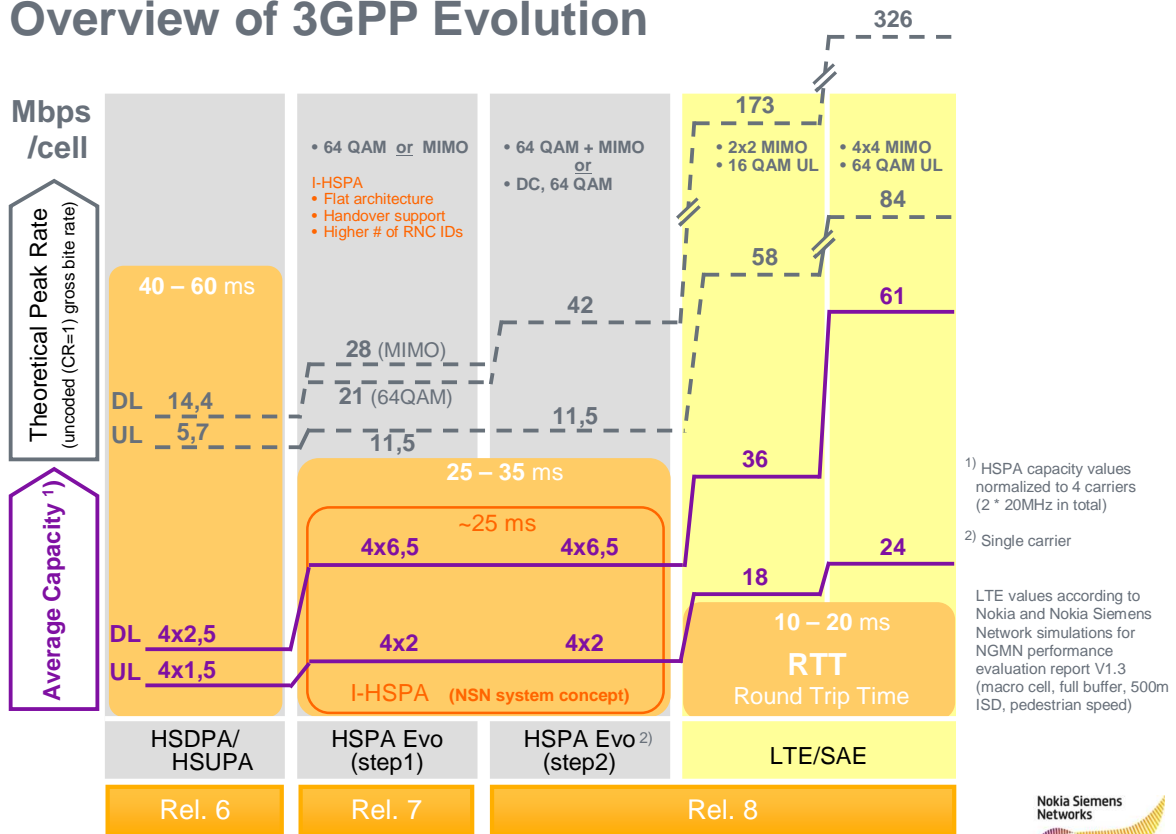 Overview of 3GPP Evolution
326
Mbps
/cell
173
• 64 QAM or MIMO
I-HSPA
• Flat architecture
• Handover support
• Higher # of RNC IDs
• 64 QAM + MIMO
or
• DC, 64 QAM
• 2x2 MIMO
• 16 QAM UL
• 4x4 MIMO
• 64 QAM UL
84
58
61
Theoretical Peak Rate
(uncoded (CR=1) gross bite rate)
40 – 60 ms
42
28 (MIMO)
21 (64QAM)
DL 14,4
UL 5,7
11,5
11,5
25 – 35 ms
36
~25 ms
Average Capacity 1)
4x6,5
4x6,5
24
18
DL 4x2,5
UL 4x1,5
4x2
4x2
10 – 20 ms
RTT
Round Trip Time
I-HSPA (NSN system concept)
1) HSPA capacity values
normalized to 4 carriers
(2 * 20MHz in total)
2) Single carrier
LTE values according to
Nokia and Nokia Siemens
Network simulations for
NGMN performance
evaluation report V1.3
(macro cell, full buffer, 500m
ISD, pedestrian speed)
HSDPA/
HSUPA
HSPA Evo
(step1)
HSPA Evo 2)
(step2)
LTE/SAE
Rel. 6
Rel. 7
Rel. 8
Nokia Siemens
Networks